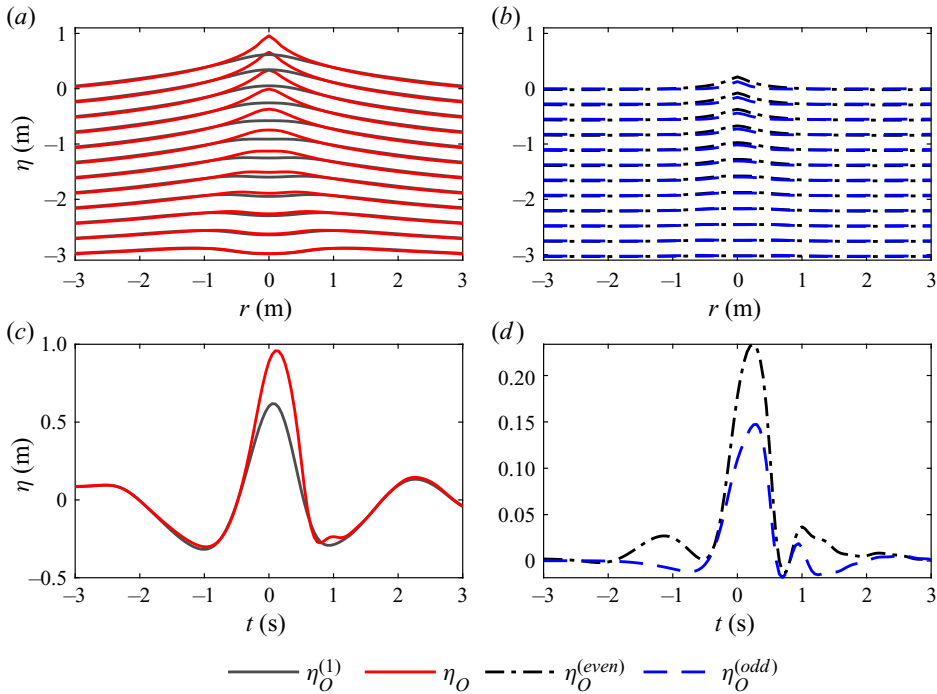 (a) (b)
η (m)
1
0
−1
−2
−3
−3 −2 −1 0 1 2 3
r (m)
1
0
−1
−2
−3
−3 −2 −1 0 1 2 3
r (m)
(c) (d)
η (m)
1.0
0.5
0
−0.5
−3 −2 −1 0 1 2 3
t (s)
0.20
0.15
0.10
0.05
0
−3 −2 −1 0 1 2 3
t (s)
η_O^(1) η_O η_O^(even) η_O^(odd)